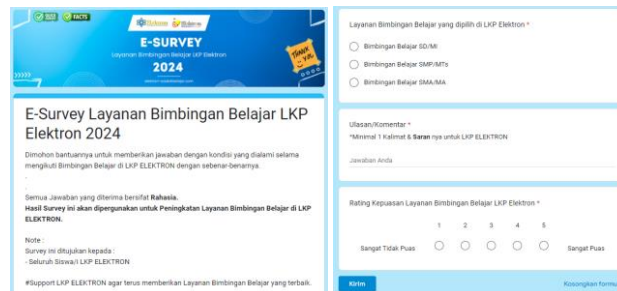 FACTS
Elektron
E-SURVEY
Layanan Bimbingan Belajar LKP Elektron
2024
THANK
YOU
E-Survey Layanan Bimbingan Belajar LKP
Elektron 2024
Dimohon bantuannya untuk memberikan jawaban dengan kondisi yang dialami selama
mengikuti Bimbingan Belajar di LKP ELEKTRON dengan sebenar-benarnya.
.
.
Semua Jawaban yang diterima bersifat Rahasia.
Hasil Survey ini akan dipergunakan untuk Peningkatan Layanan Bimbingan Belajar di LKP
ELEKTRON.
Note :
Survey ini ditujukan kepada :
- Seluruh Siswa/I LKP ELEKTRON
#Support LKP ELEKTRON agar terus memberikan Layanan Bimbingan Belajar yang terbaik.
Layanan Bimbingan Belajar yang dipilih di LKP Elektron *
Bimbingan Belajar SD/MI
Bimbingan Belajar SMP/MTs
Bimbingan Belajar SMA/MA
Ulasan/Komentar *
*Minimal 1 Kalimat & Saran nya untuk LKP ELEKTRON
Jawaban Anda
Rating Kepuasan Layanan Bimbingan Belajar LKP Elektron *
1 2 3 4 5
Sangat Tidak Puas Sangat Puas
Kirim Kosongkan formu